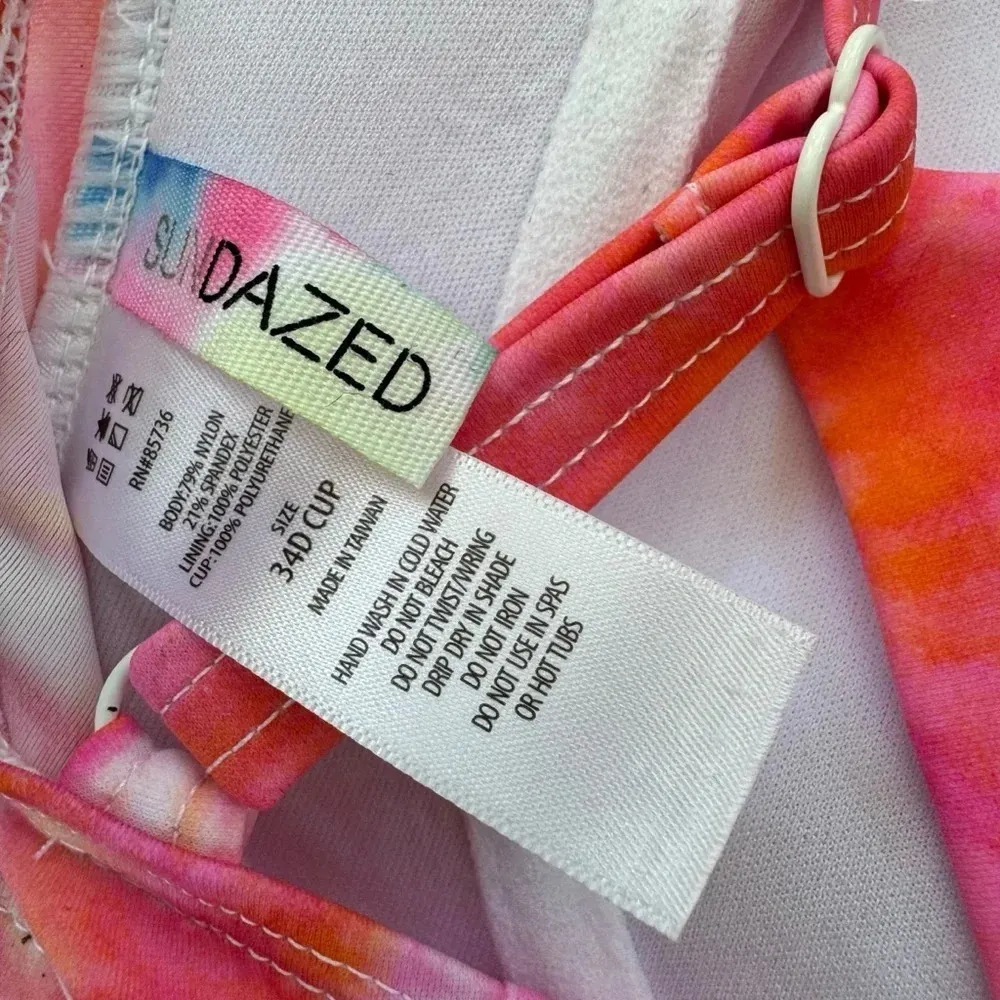 SUNDAZED
RN#85736
BODY:79% NYLON
21% SPANDEX
LINING:100% POLYESTER
CUP:100% POLYURETHANE
SIZE
34D CUP
MADE IN TAIWAN
HAND WASH IN COLD WATER
DO NOT BLEACH
DO NOT TWIST/WRING
DRIP DRY IN SHADE
DO NOT IRON
DO NOT USE IN SPAS
OR HOT TUBS